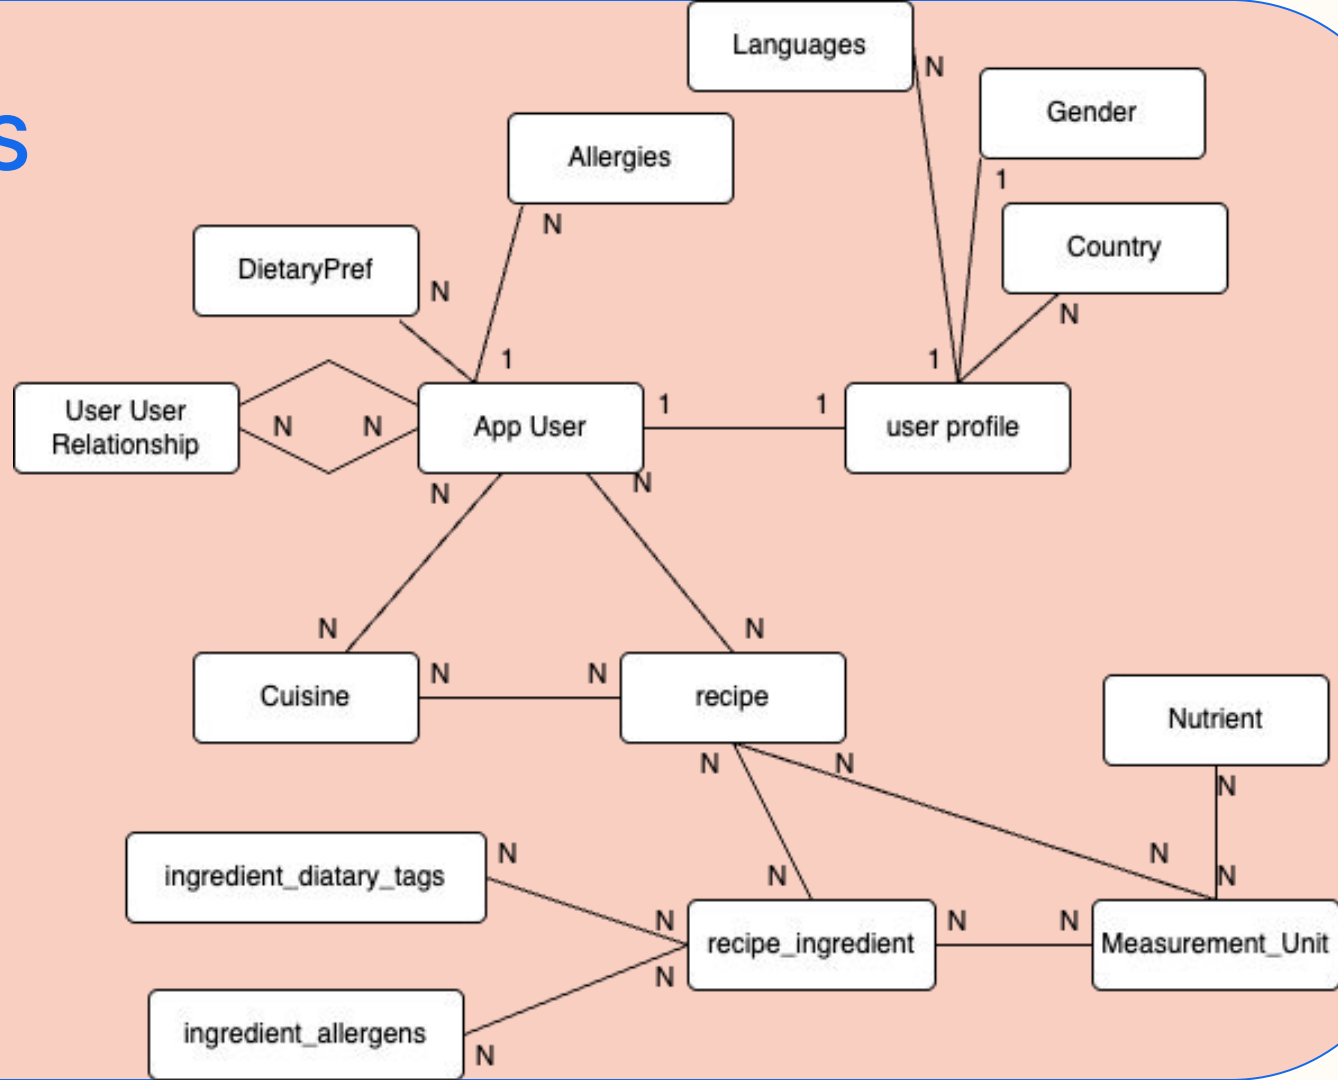 s
Languages
N
Gender
1
Allergies
N
Country
N
DietaryPref
N
1
1
User User
Relationship
N
N
App User
1
1
user profile
N
N
N
N
Cuisine
N
N
recipe
Nutrient
N
N
N
N
N
N
ingredient_diatary_tags
N
N
recipe_ingredient
N
N
Measurement_Unit
N
ingredient_allergens
N